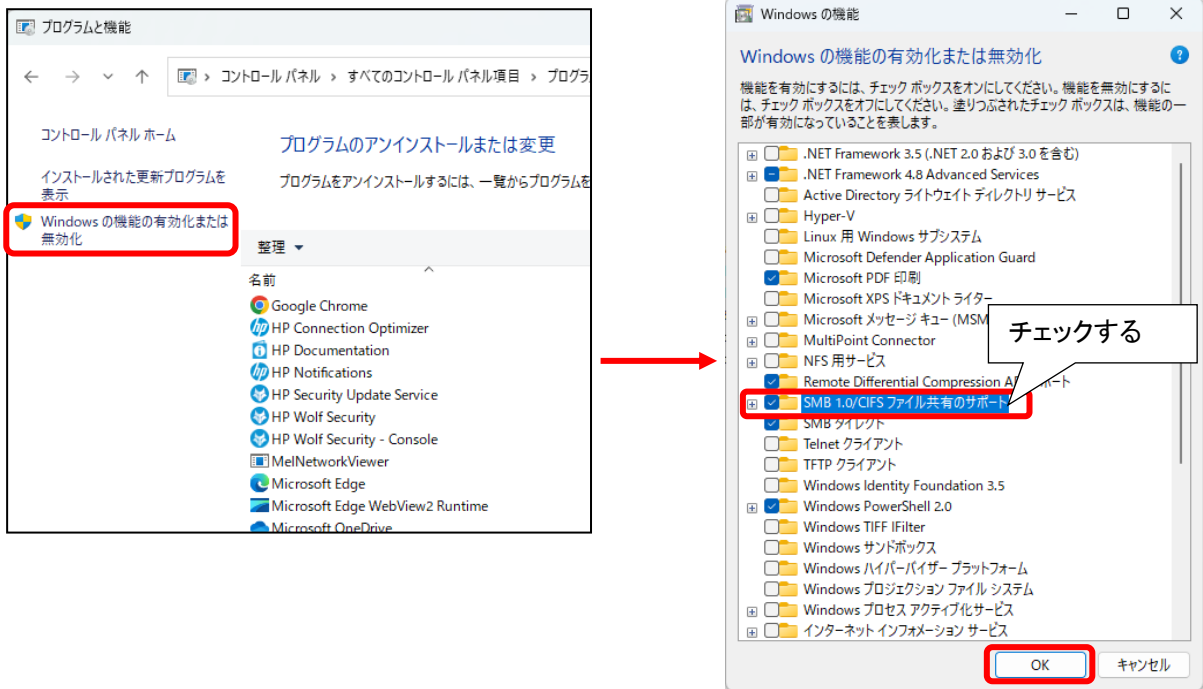 プログラムと機能
コントロール パネル › すべてのコントロール パネル項目 › プログラ
コントロール パネル ホーム
インストールされた更新プログラムを
表示
Windows の機能の有効化または
無効化
プログラムのアンインストールまたは変更
プログラムをアンインストールするには、一覧からプログラムを
整理
名前
Google Chrome
HP Connection Optimizer
HP Documentation
HP Notifications
HP Security Update Service
HP Wolf Security
HP Wolf Security - Console
MelNetworkViewer
Microsoft Edge
Microsoft Edge WebView2 Runtime
Microsoft OneDrive
Windows の機能
Windows の機能の有効化または無効化
機能を有効にするには、チェック ボックスをオンにしてください。機能を無効にするに
は、チェック ボックスをオフにしてください。塗りつぶされたチェック ボックスは、機能の一
部が有効になっていることを表します。
.NET Framework 3.5 (.NET 2.0 および 3.0 を含む)
.NET Framework 4.8 Advanced Services
Active Directory ライトウェイト ディレクトリ サービス
Hyper-V
Linux 用 Windows サブシステム
Microsoft Defender Application Guard
Microsoft PDF 印刷
Microsoft XPS ドキュメント ライター
Microsoft メッセージ キュー (MSM
MultiPoint Connector
NFS 用サービス
Remote Differential Compression A ポート
SMB 1.0/CIFS ファイル共有のサポート
SMB ダイレクト
Telnet クライアント
TFTP クライアント
Windows Identity Foundation 3.5
Windows PowerShell 2.0
Windows TIFF IFilter
Windows サンドボックス
Windows ハイパーバイザー プラットフォーム
Windows プロジェクション ファイル システム
Windows プロセス アクティブ化サービス
インターネット インフォメーション サービス
チェックする
OK
キャンセル